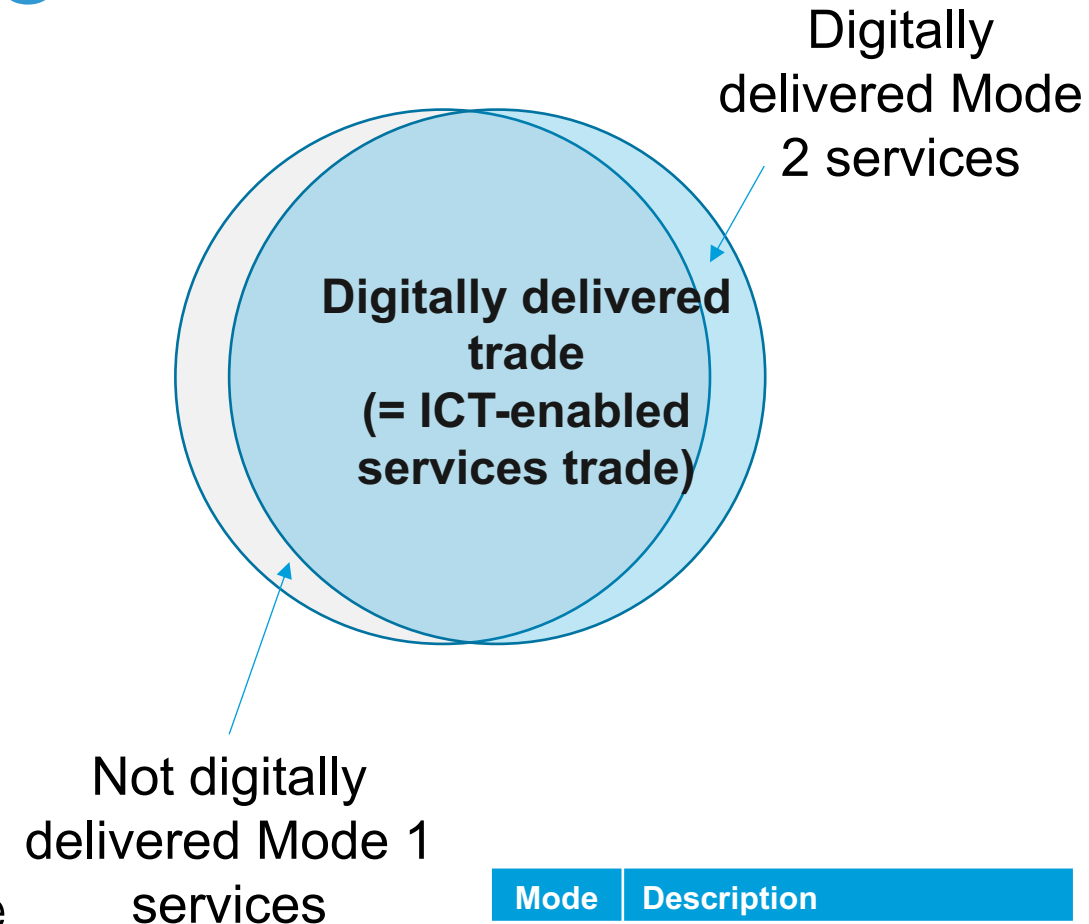 Digitally
delivered Mode
2 services
Digitally delivered
trade
(= ICT-enabled
services trade)
Not digitally
delivered Mode 1
services
Mode Description